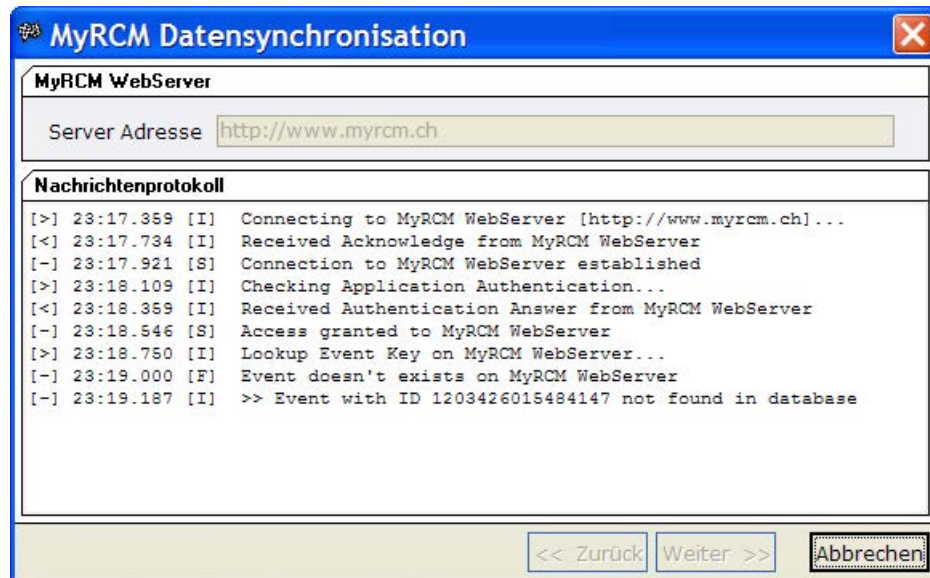 MyRCM Datensynchronisation
MyRCM WebServer
Server Adresse http://www.myrcm.ch
Nachrichtenprotokoll
[>] 23:17.359 [I] Connecting to MyRCM WebServer [http://www.myrcm.ch]...
[<] 23:17.734 [I] Received Acknowledge from MyRCM WebServer
[-] 23:17.921 [S] Connection to MyRCM WebServer established
[>] 23:18.109 [I] Checking Application Authentication...
[<] 23:18.359 [I] Received Authentication Answer from MyRCM WebServer
[-] 23:18.546 [S] Access granted to MyRCM WebServer
[>] 23:18.750 [I] Lookup Event Key on MyRCM WebServer...
[-] 23:19.000 [F] Event doesn't exists on MyRCM WebServer
[-] 23:19.187 [I] >> Event with ID 1203426015484147 not found in database
<< Zurück Weiter >> Abbrechen